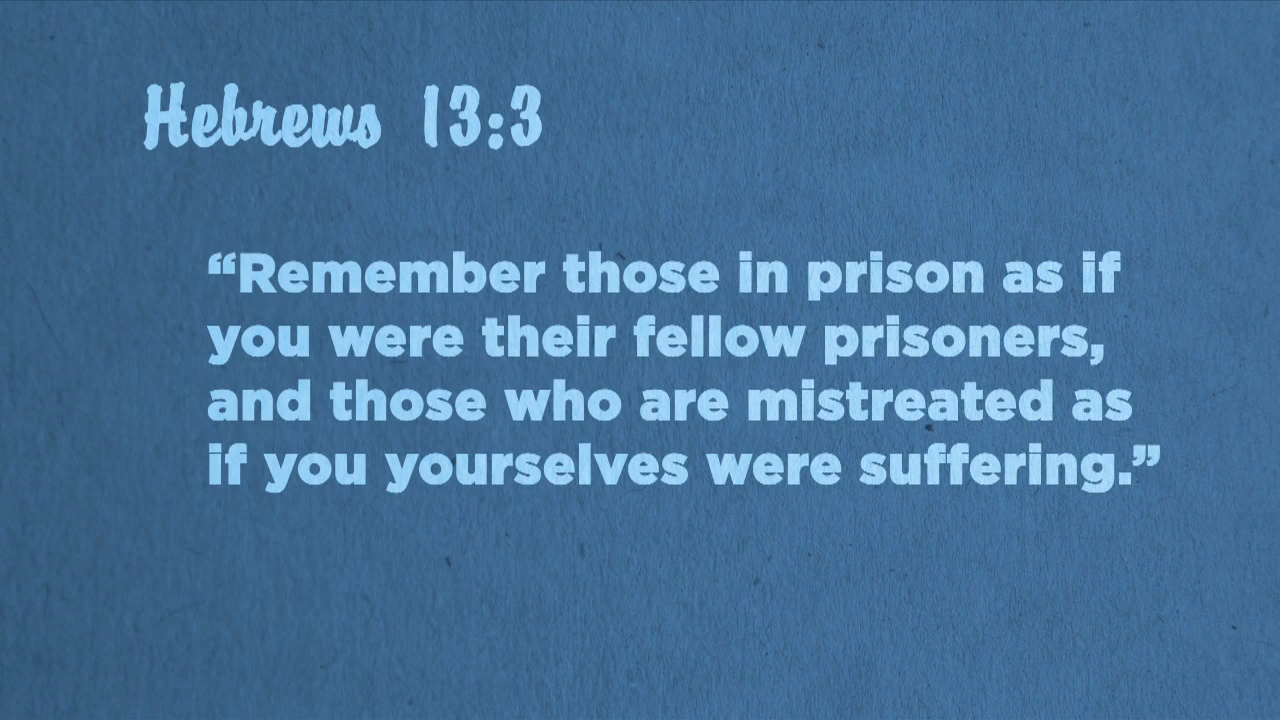 Hebrews 13:3
“Remember those in prison as if
you were their fellow prisoners,
and those who are mistreated as
if you yourselves were suffering.”